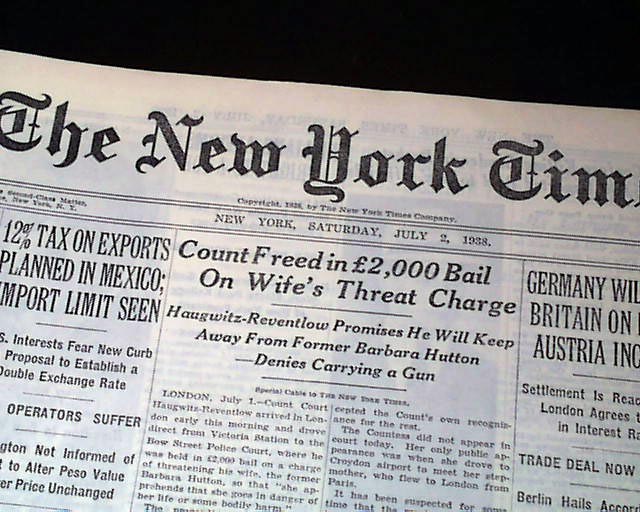 The New York Tim
Second-Class Matter,
New York, N. Y.
Copyright, 1938, by The New York Times Company.
NEW YORK, SATURDAY, JULY 2, 1938.
12% TAX ON EXPORTS
PLANNED IN MEXICO;
IMPORT LIMIT SEEN
S. Interests Fear New Curb
Proposal to Establish a
Double Exchange Rate
OPERATORS SUFFER
gton Not Informed of
t to Alter Peso Value
er Price Unchanged
Count Freed in £2,000 Bail
On Wife's Threat Charge
Haugwitz-Reventlow Promises He Will Keep
Away From Former Barbara Hutton
—Denies Carrying a Gun
Special Cable to THE NEW YORK TIMES.
LONDON, July 1.—Count Court
Haugwitz-Reventlow arrived in Lon-
don early this morning and drove
direct from Victoria Station to the
Bow Street Police Court, where he
was held in £2,000 bail on a charge
of threatening his wife, the former
Barbara Hutton, so that "she ap-
prehends that she goes in danger of
her life or some bodily harm."
cepted the Count's own recogniz-
ance for the rest.
The Countess did not appear in
court today. Her only public ap-
pearance was when she drove to
Croydon airport to meet her step-
mother, who flew to London from
Paris.
It has been suspected for some
time that the
GERMANY WI
BRITAIN ON
AUSTRIA INC
Settlement Is Reac
London Agrees t
in Interest R
TRADE DEAL NOW
Berlin Hails Accor